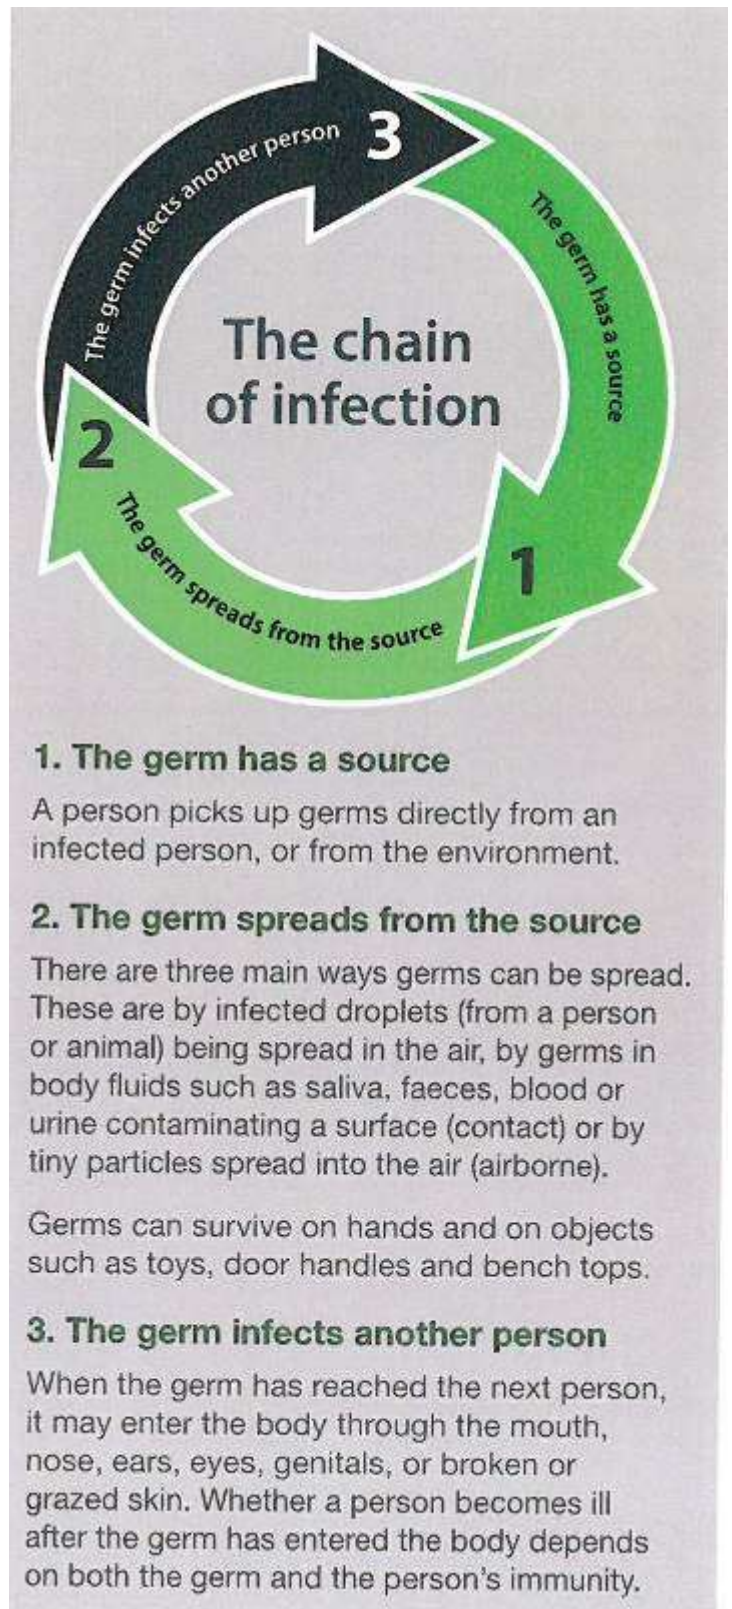 The germ infects another person
3
The germ has a source
The chain
of infection
2
1
The germ spreads from the source
1. The germ has a source
A person picks up germs directly from an
infected person, or from the environment.
2. The germ spreads from the source
There are three main ways germs can be spread.
These are by infected droplets (from a person
or animal) being spread in the air, by germs in
body fluids such as saliva, faeces, blood or
urine contaminating a surface (contact) or by
tiny particles spread into the air (airborne).
Germs can survive on hands and on objects
such as toys, door handles and bench tops.
3. The germ infects another person
When the germ has reached the next person,
it may enter the body through the mouth,
nose, ears, eyes, genitals, or broken or
grazed skin. Whether a person becomes ill
after the germ has entered the body depends
on both the germ and the person's immunity.